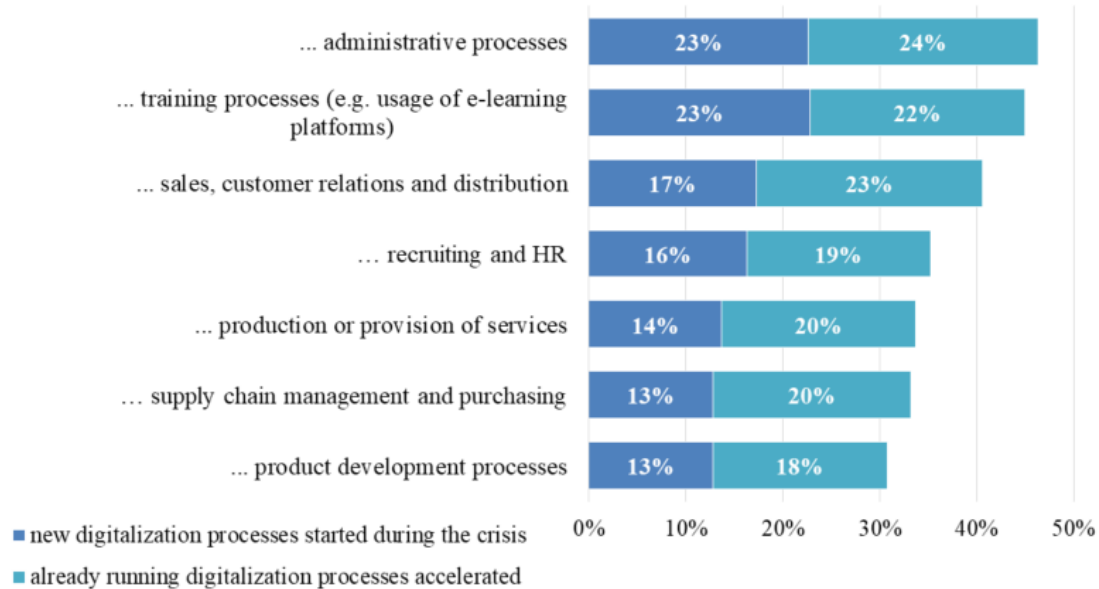 ... administrative processes
23%
24%
... training processes (e.g. usage of e-learning
platforms)
23%
22%
... sales, customer relations and distribution
17%
23%
… recruiting and HR
16%
19%
... production or provision of services
14%
20%
… supply chain management and purchasing
13%
20%
... product development processes
13%
18%
0%
10%
20%
30%
40%
50%
new digitalization processes started during the crisis
already running digitalization processes accelerated